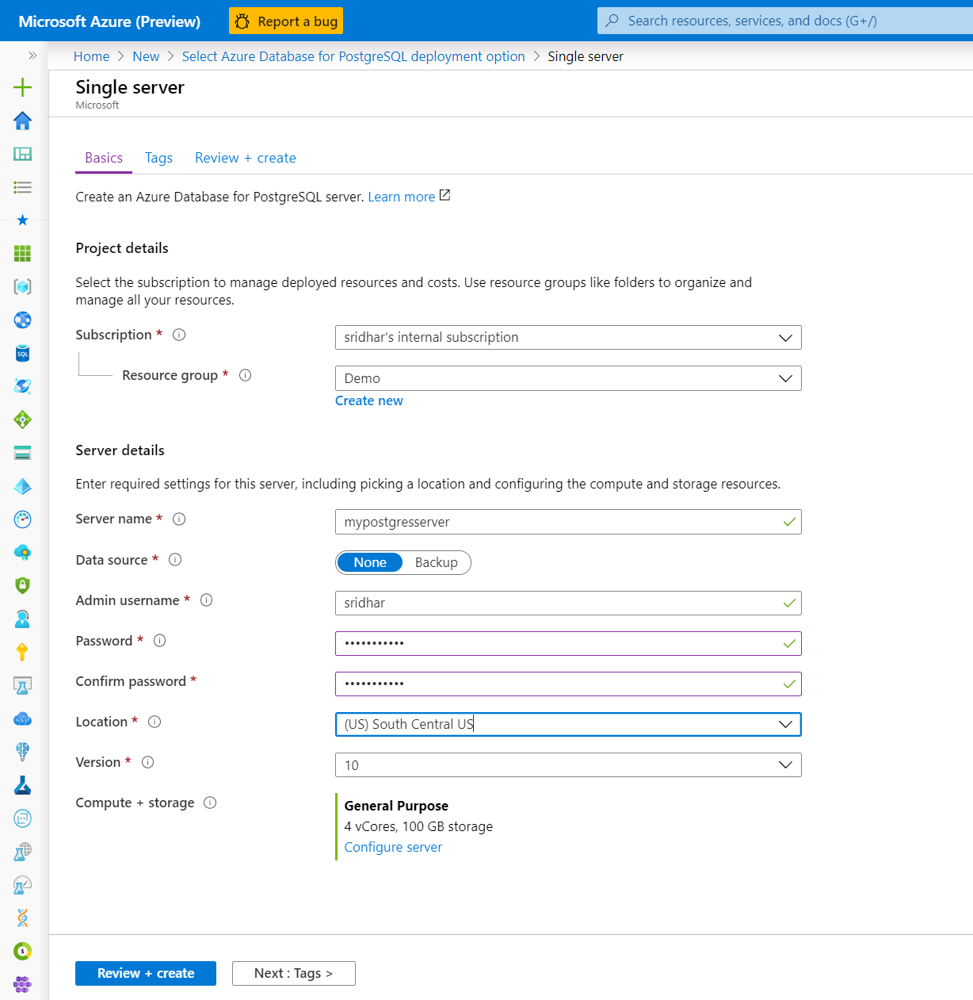 Microsoft Azure (Preview)
Report a bug
Search resources, services, and docs (G+/)
Home > New > Select Azure Database for PostgreSQL deployment option > Single server
Single server
Microsoft
Basics Tags Review + create
Create an Azure Database for PostgreSQL server. Learn more
Project details
Select the subscription to manage deployed resources and costs. Use resource groups like folders to organize and
manage all your resources.
Subscription *
sridhar's internal subscription
Resource group *
Demo
Create new
Server details
Enter required settings for this server, including picking a location and configuring the compute and storage resources.
Server name *
mypostgresserver
Data source *
None Backup
Admin username *
sridhar
Password *
•••••••••••
Confirm password *
•••••••••••
Location *
(US) South Central US
Version *
10
Compute + storage
General Purpose
4 vCores, 100 GB storage
Configure server
Review + create
Next : Tags >
SQL